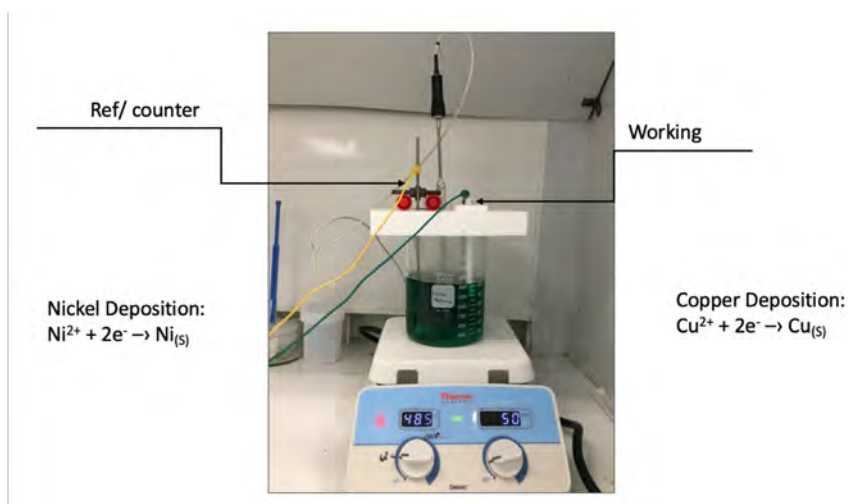 Ref/ counter
Working
Nickel Deposition:
Ni²⁺ + 2e⁻ –› Ni(S)
Copper Deposition:
Cu²⁺ + 2e⁻ –› Cu(S)
Thermo
485
50